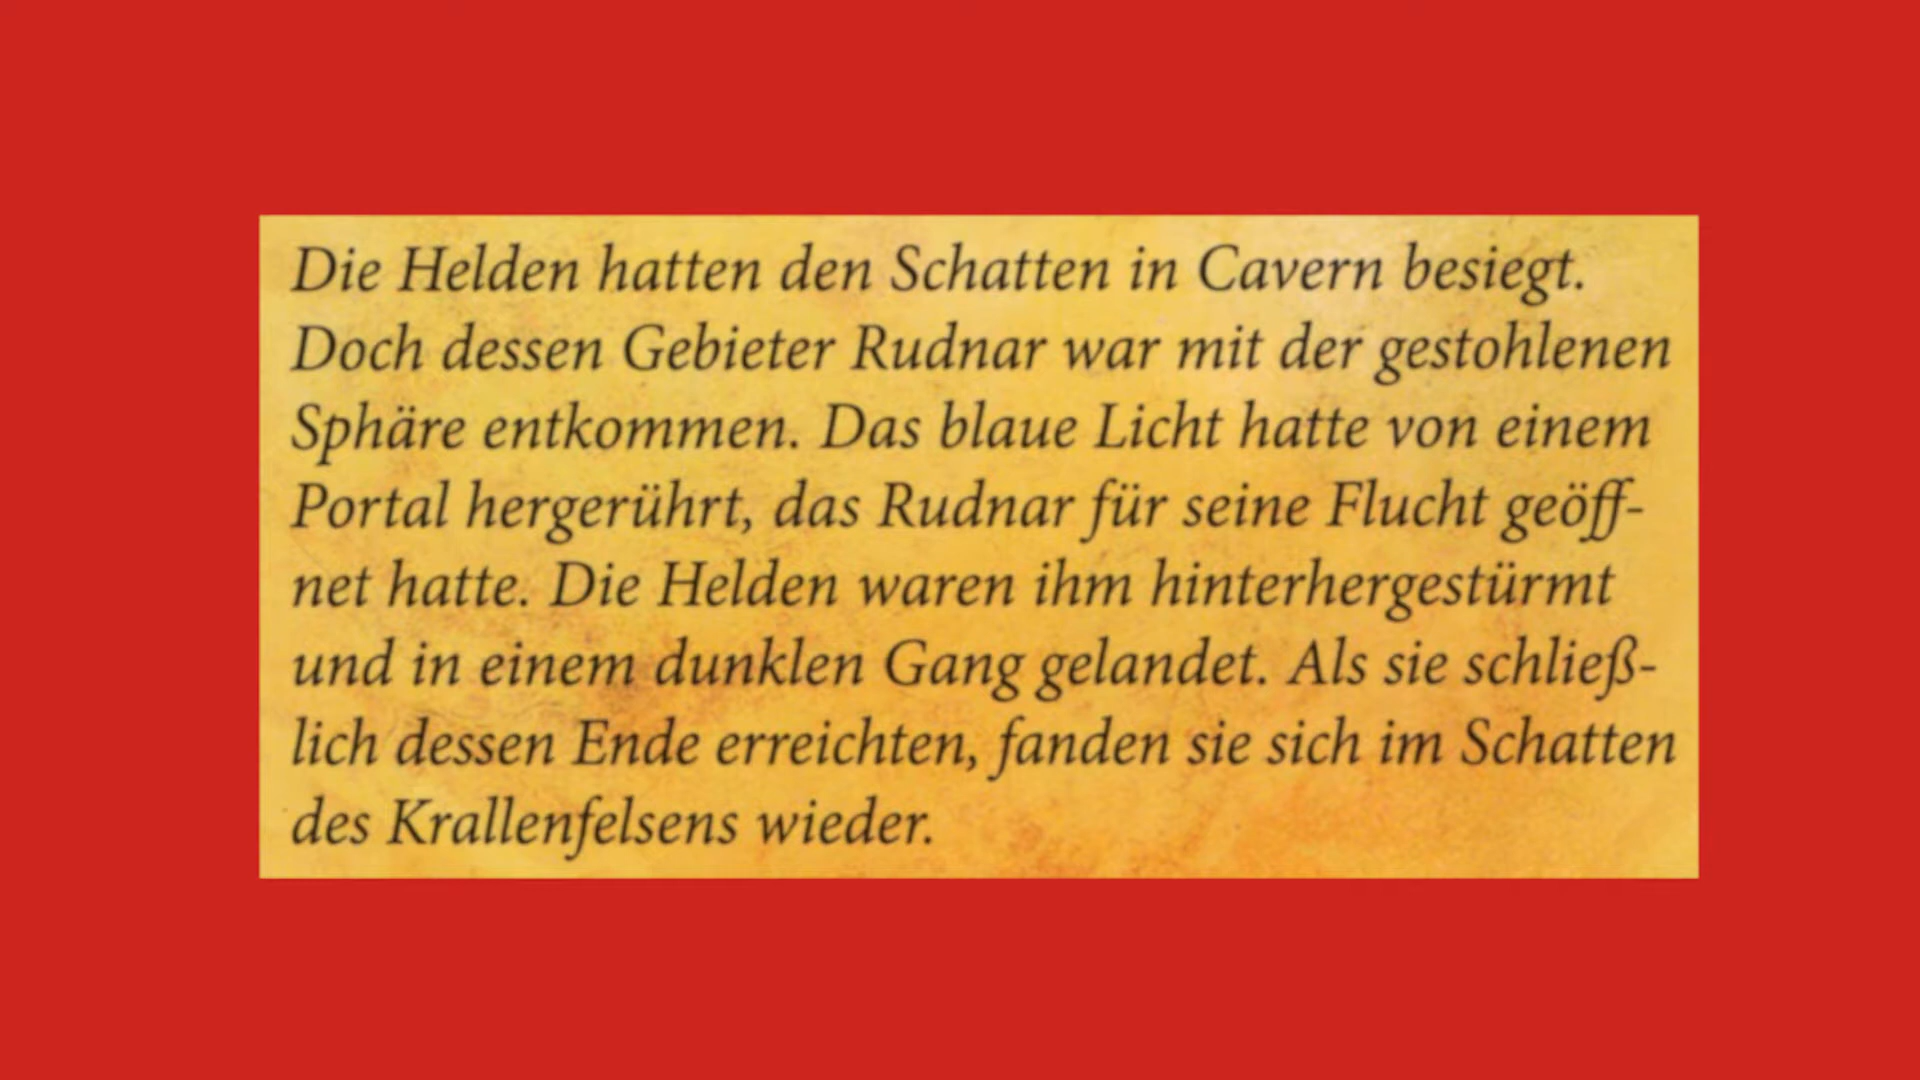 Die Helden hatten den Schatten in Cavern besiegt.
Doch dessen Gebieter Rudnar war mit der gestohlenen
Sphäre entkommen. Das blaue Licht hatte von einem
Portal hergerührt, das Rudnar für seine Flucht geöff-
net hatte. Die Helden waren ihm hinterhergestürmt
und in einem dunklen Gang gelandet. Als sie schließ-
lich dessen Ende erreichten, fanden sie sich im Schatten
des Krallenfelsens wieder.